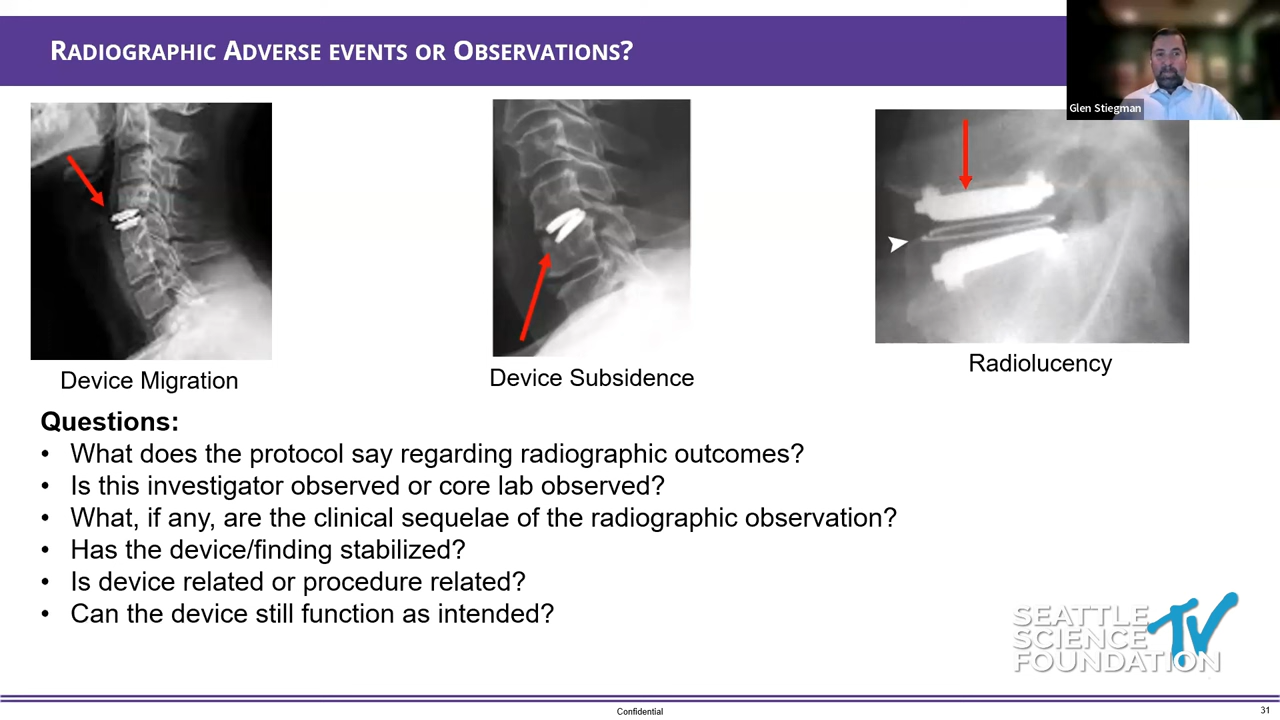 RADIOGRAPHIC ADVERSE EVENTS OR OBSERVATIONS?
Glen Stiegman
Device Migration
Device Subsidence
Radiolucency
Questions:
• What does the protocol say regarding radiographic outcomes?
• Is this investigator observed or core lab observed?
• What, if any, are the clinical sequelae of the radiographic observation?
• Has the device/finding stabilized?
• Is device related or procedure related?
• Can the device still function as intended?
SEATTLE
SCIENCE
FOUNDATION
TV
Confidential
31